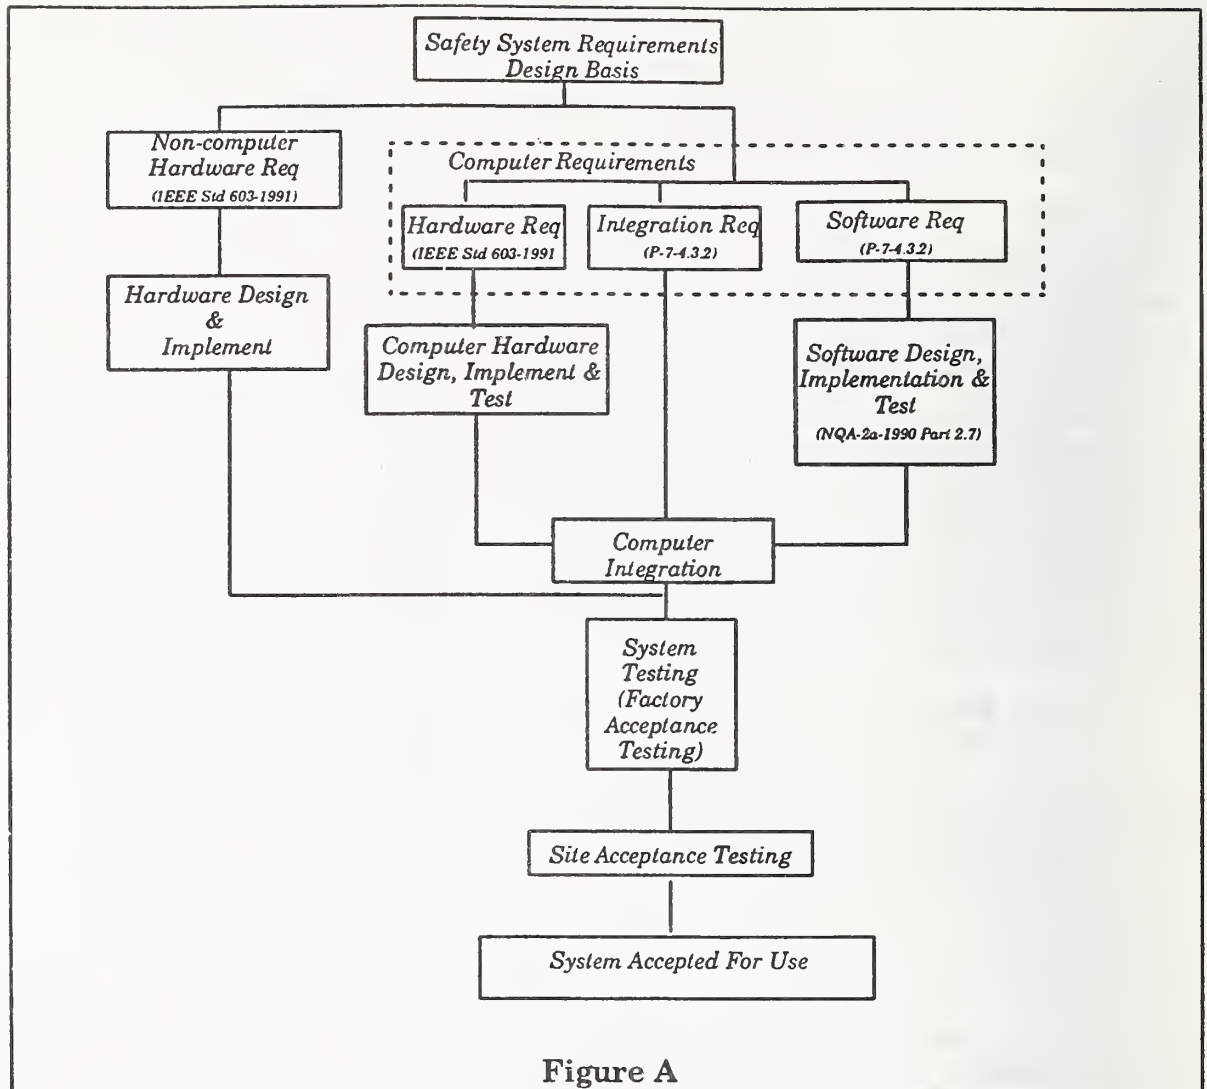 Safety System Requirements
Design Basis
Non-computer
Hardware Req
(IEEE Std 603-1991)
Computer Requirements
Hardware Req
(IEEE Std 603-1991
Integration Req
(P-7-4.3.2)
Software Req
(P-7-4.3.2)
Hardware Design
&
Implement
Computer Hardware
Design, Implement &
Test
Software Design,
Implementation &
Test
(NQA-2a-1990 Part 2.7)
Computer
Integration
System
Testing
(Factory
Acceptance
Testing)
Site Acceptance Testing
System Accepted For Use
Figure A